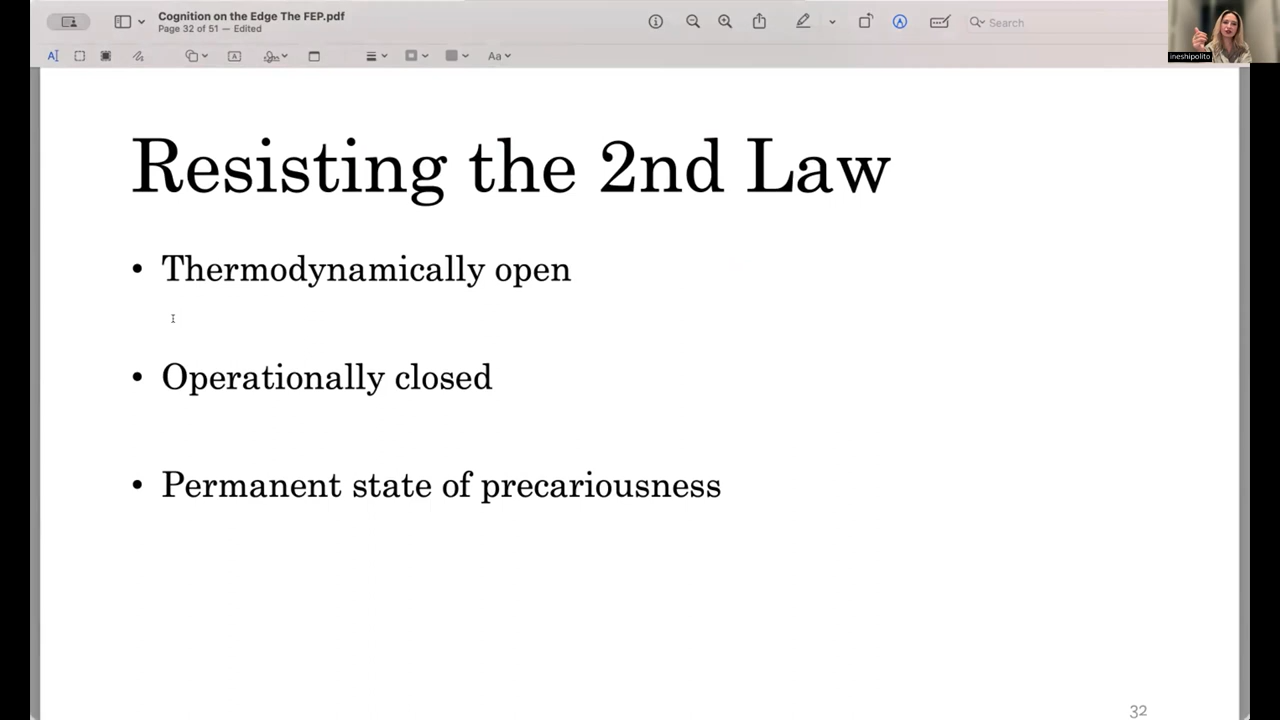 Cognition on the Edge The FEP.pdf
Page 32 of 51 — Edited
Search
ineshipolito
Aa
Resisting the 2nd Law
• Thermodynamically open
• Operationally closed
• Permanent state of precariousness
32